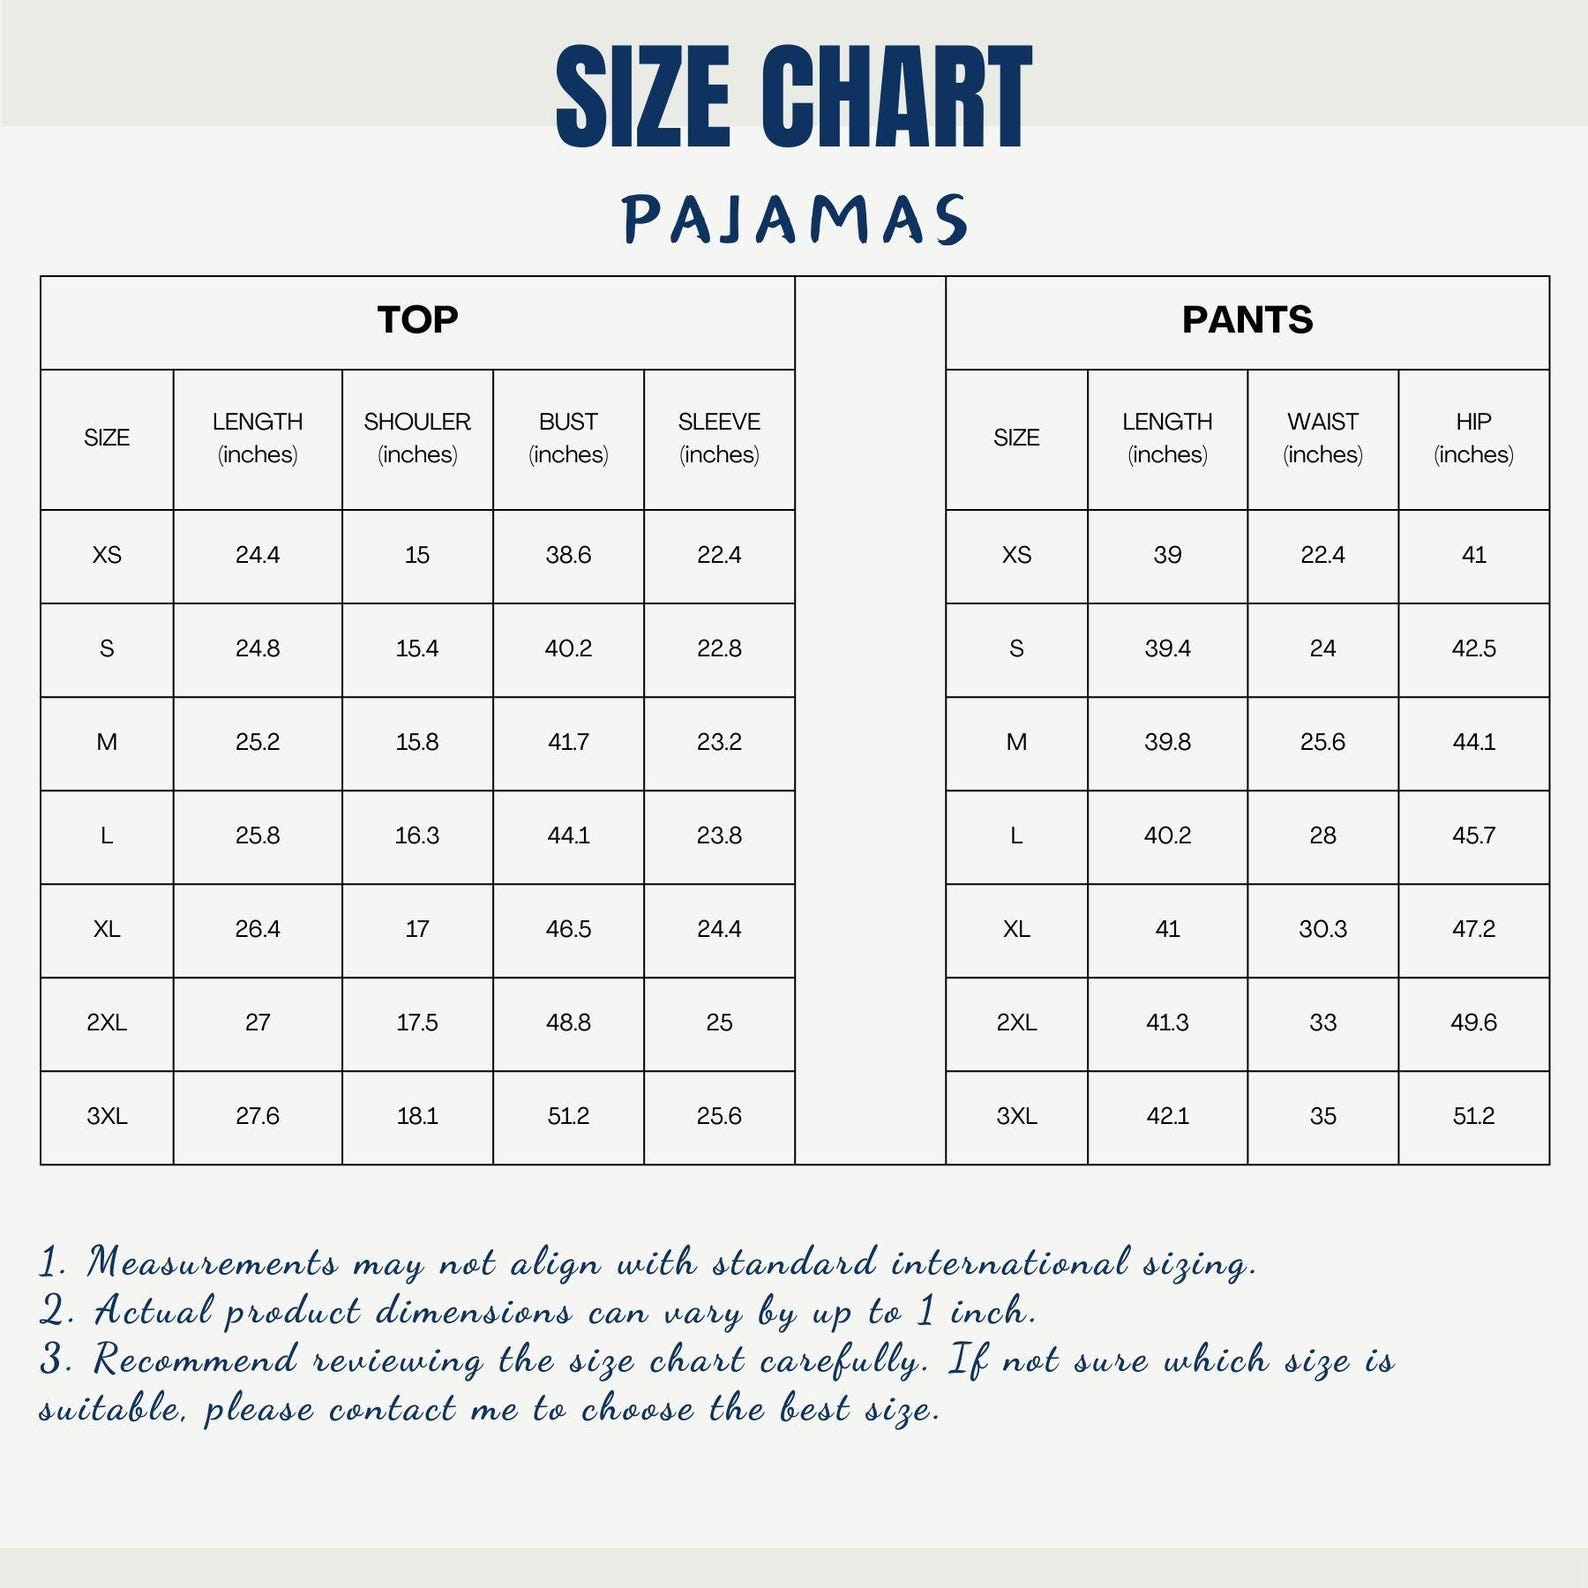 SIZE CHART
PAJAMAS
TOP PANTS
SIZE LENGTH (inches) SHOULER (inches) BUST (inches) SLEEVE (inches) SIZE LENGTH (inches) WAIST (inches) HIP (inches)
XS 24.4 15 38.6 22.4 XS 39 22.4 41
S 24.8 15.4 40.2 22.8 S 39.4 24 42.5
M 25.2 15.8 41.7 23.2 M 39.8 25.6 44.1
L 25.8 16.3 44.1 23.8 L 40.2 28 45.7
XL 26.4 17 46.5 24.4 XL 41 30.3 47.2
2XL 27 17.5 48.8 25 2XL 41.3 33 49.6
3XL 27.6 18.1 51.2 25.6 3XL 42.1 35 51.2
1. Measurements may not align with standard international sizing.
2. Actual product dimensions can vary by up to 1 inch.
3. Recommend reviewing the size chart carefully. If not sure which size is
suitable, please contact me to choose the best size.